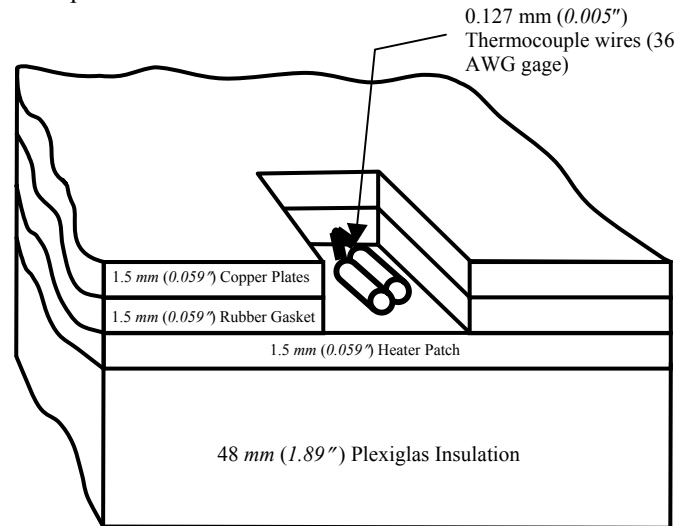 0.127 mm (0.005″)
Thermocouple wires (36
AWG gage)
1.5 mm (0.059″) Copper Plates
1.5 mm (0.059″) Rubber Gasket
1.5 mm (0.059″) Heater Patch
48 mm (1.89″) Plexiglas Insulation